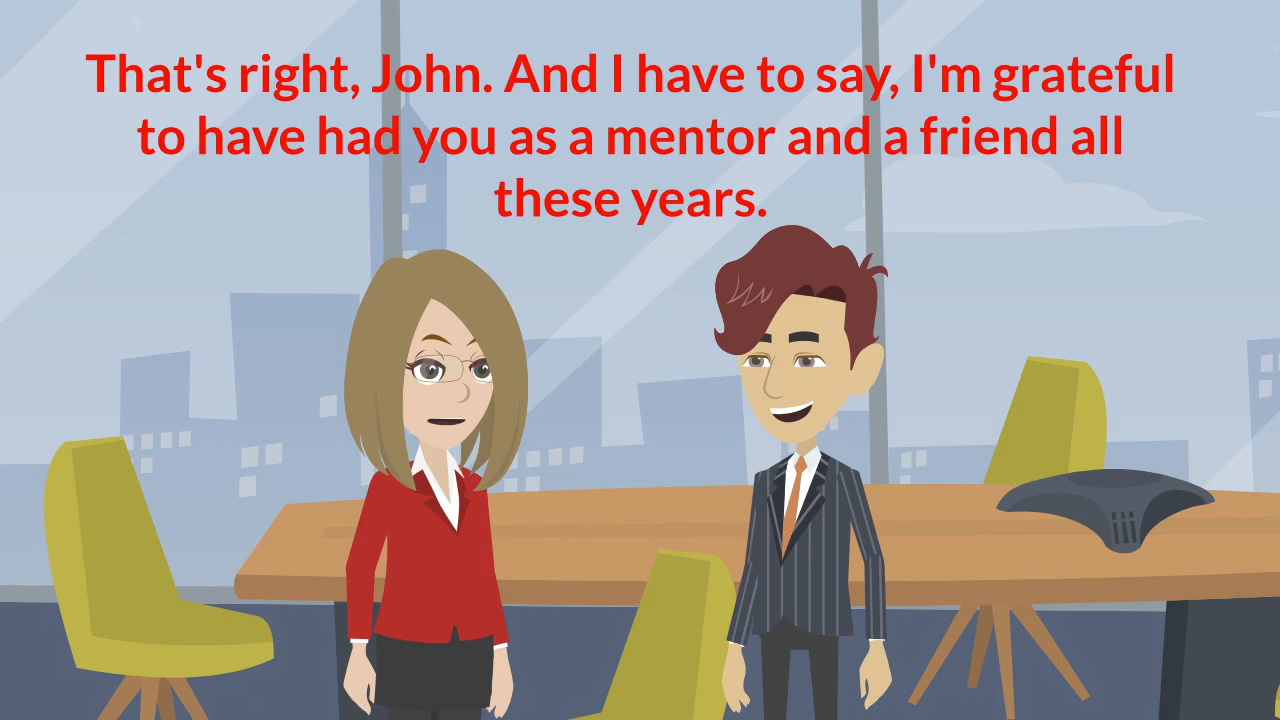 That's right, John. And I have to say, I'm grateful
to have had you as a mentor and a friend all
these years.